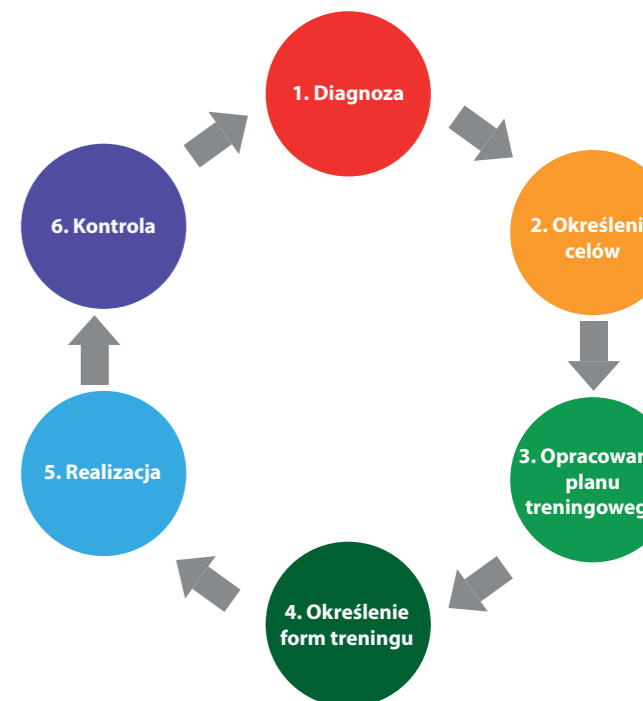 1. Diagnoza
2. Określeni
celów
3. Opracowan
planu
treningoweg
4. Określenie
form treningu
5. Realizacja
6. Kontrola